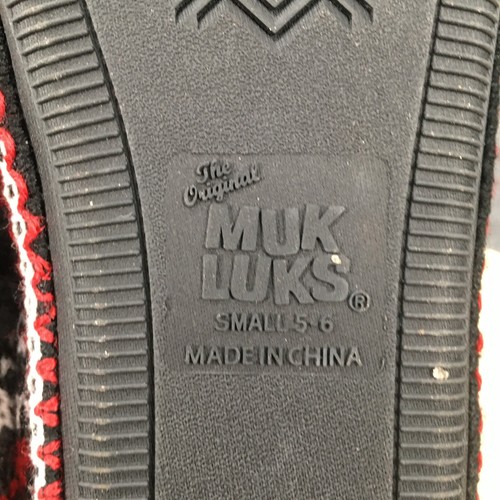 The
Original
MUK
LUKS®
SMALL 5-6
MADE IN CHINA